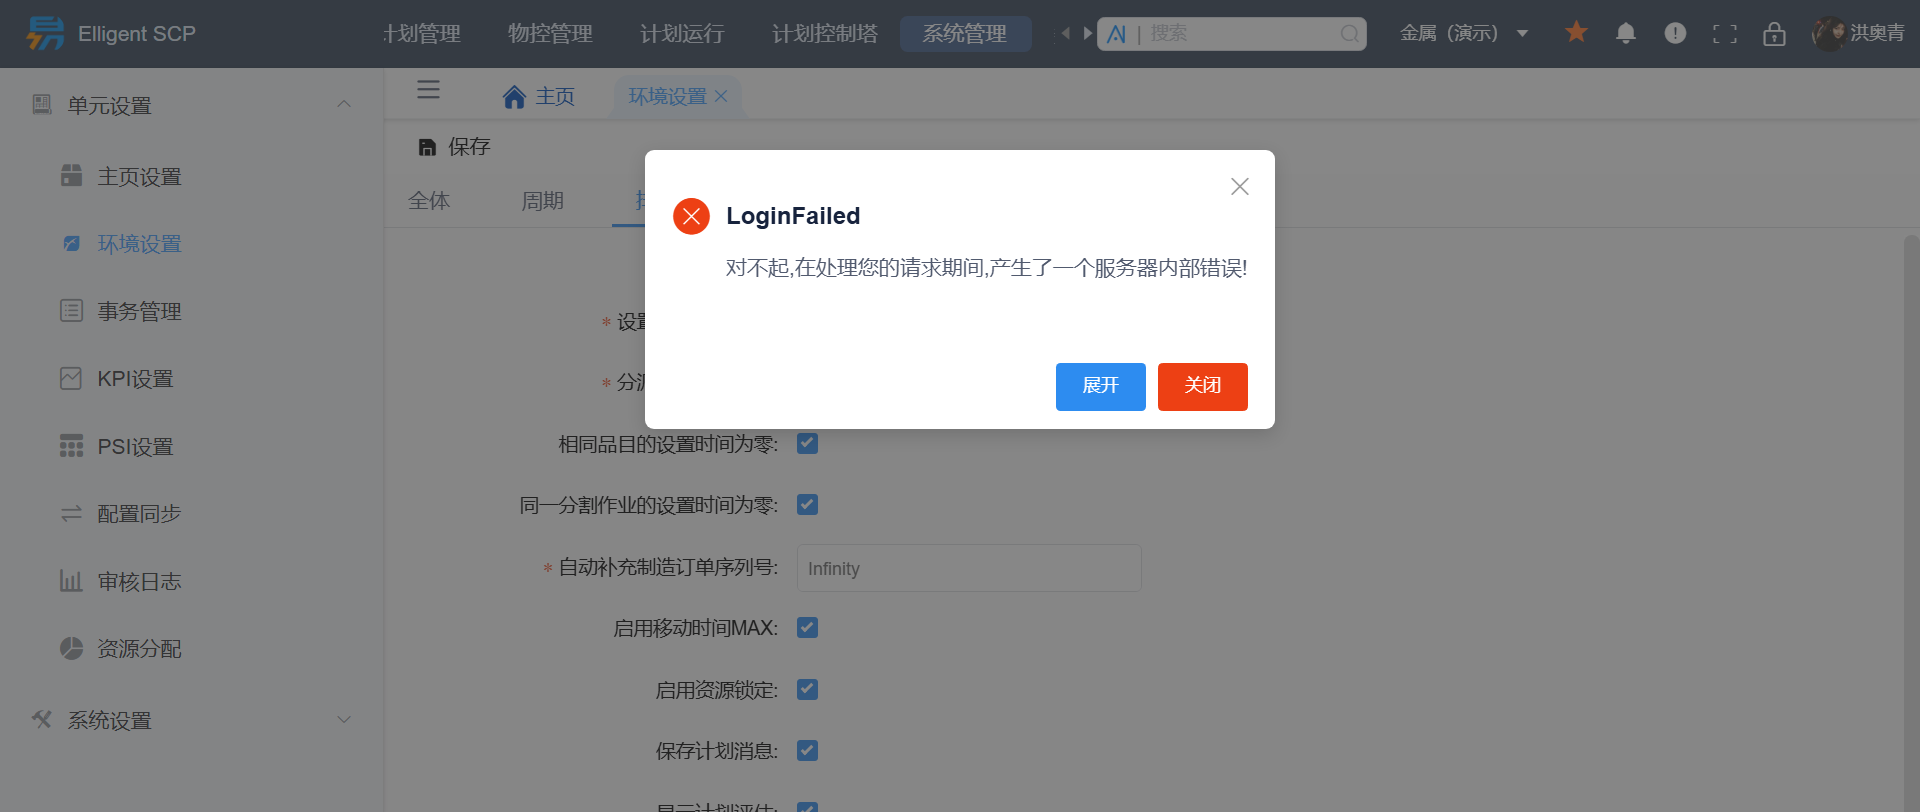 Elligent SCP
计划管理
物控管理
计划运行
计划控制塔
系统管理
AI | 搜索
金属（演示）
洪奥青
单元设置
主页
环境设置
保存
主页设置
全体
周期
环境设置
LoginFailed
对不起,在处理您的请求期间,产生了一个服务器内部错误!
事务管理
* 设置
KPI设置
* 分派
展开
关闭
PSI设置
相同品目的设置时间为零:
配置同步
同一分割作业的设置时间为零:
审核日志
* 自动补充制造订单序列号:
Infinity
启用移动时间MAX:
资源分配
启用资源锁定:
系统设置
保存计划消息:
显示计划评估: